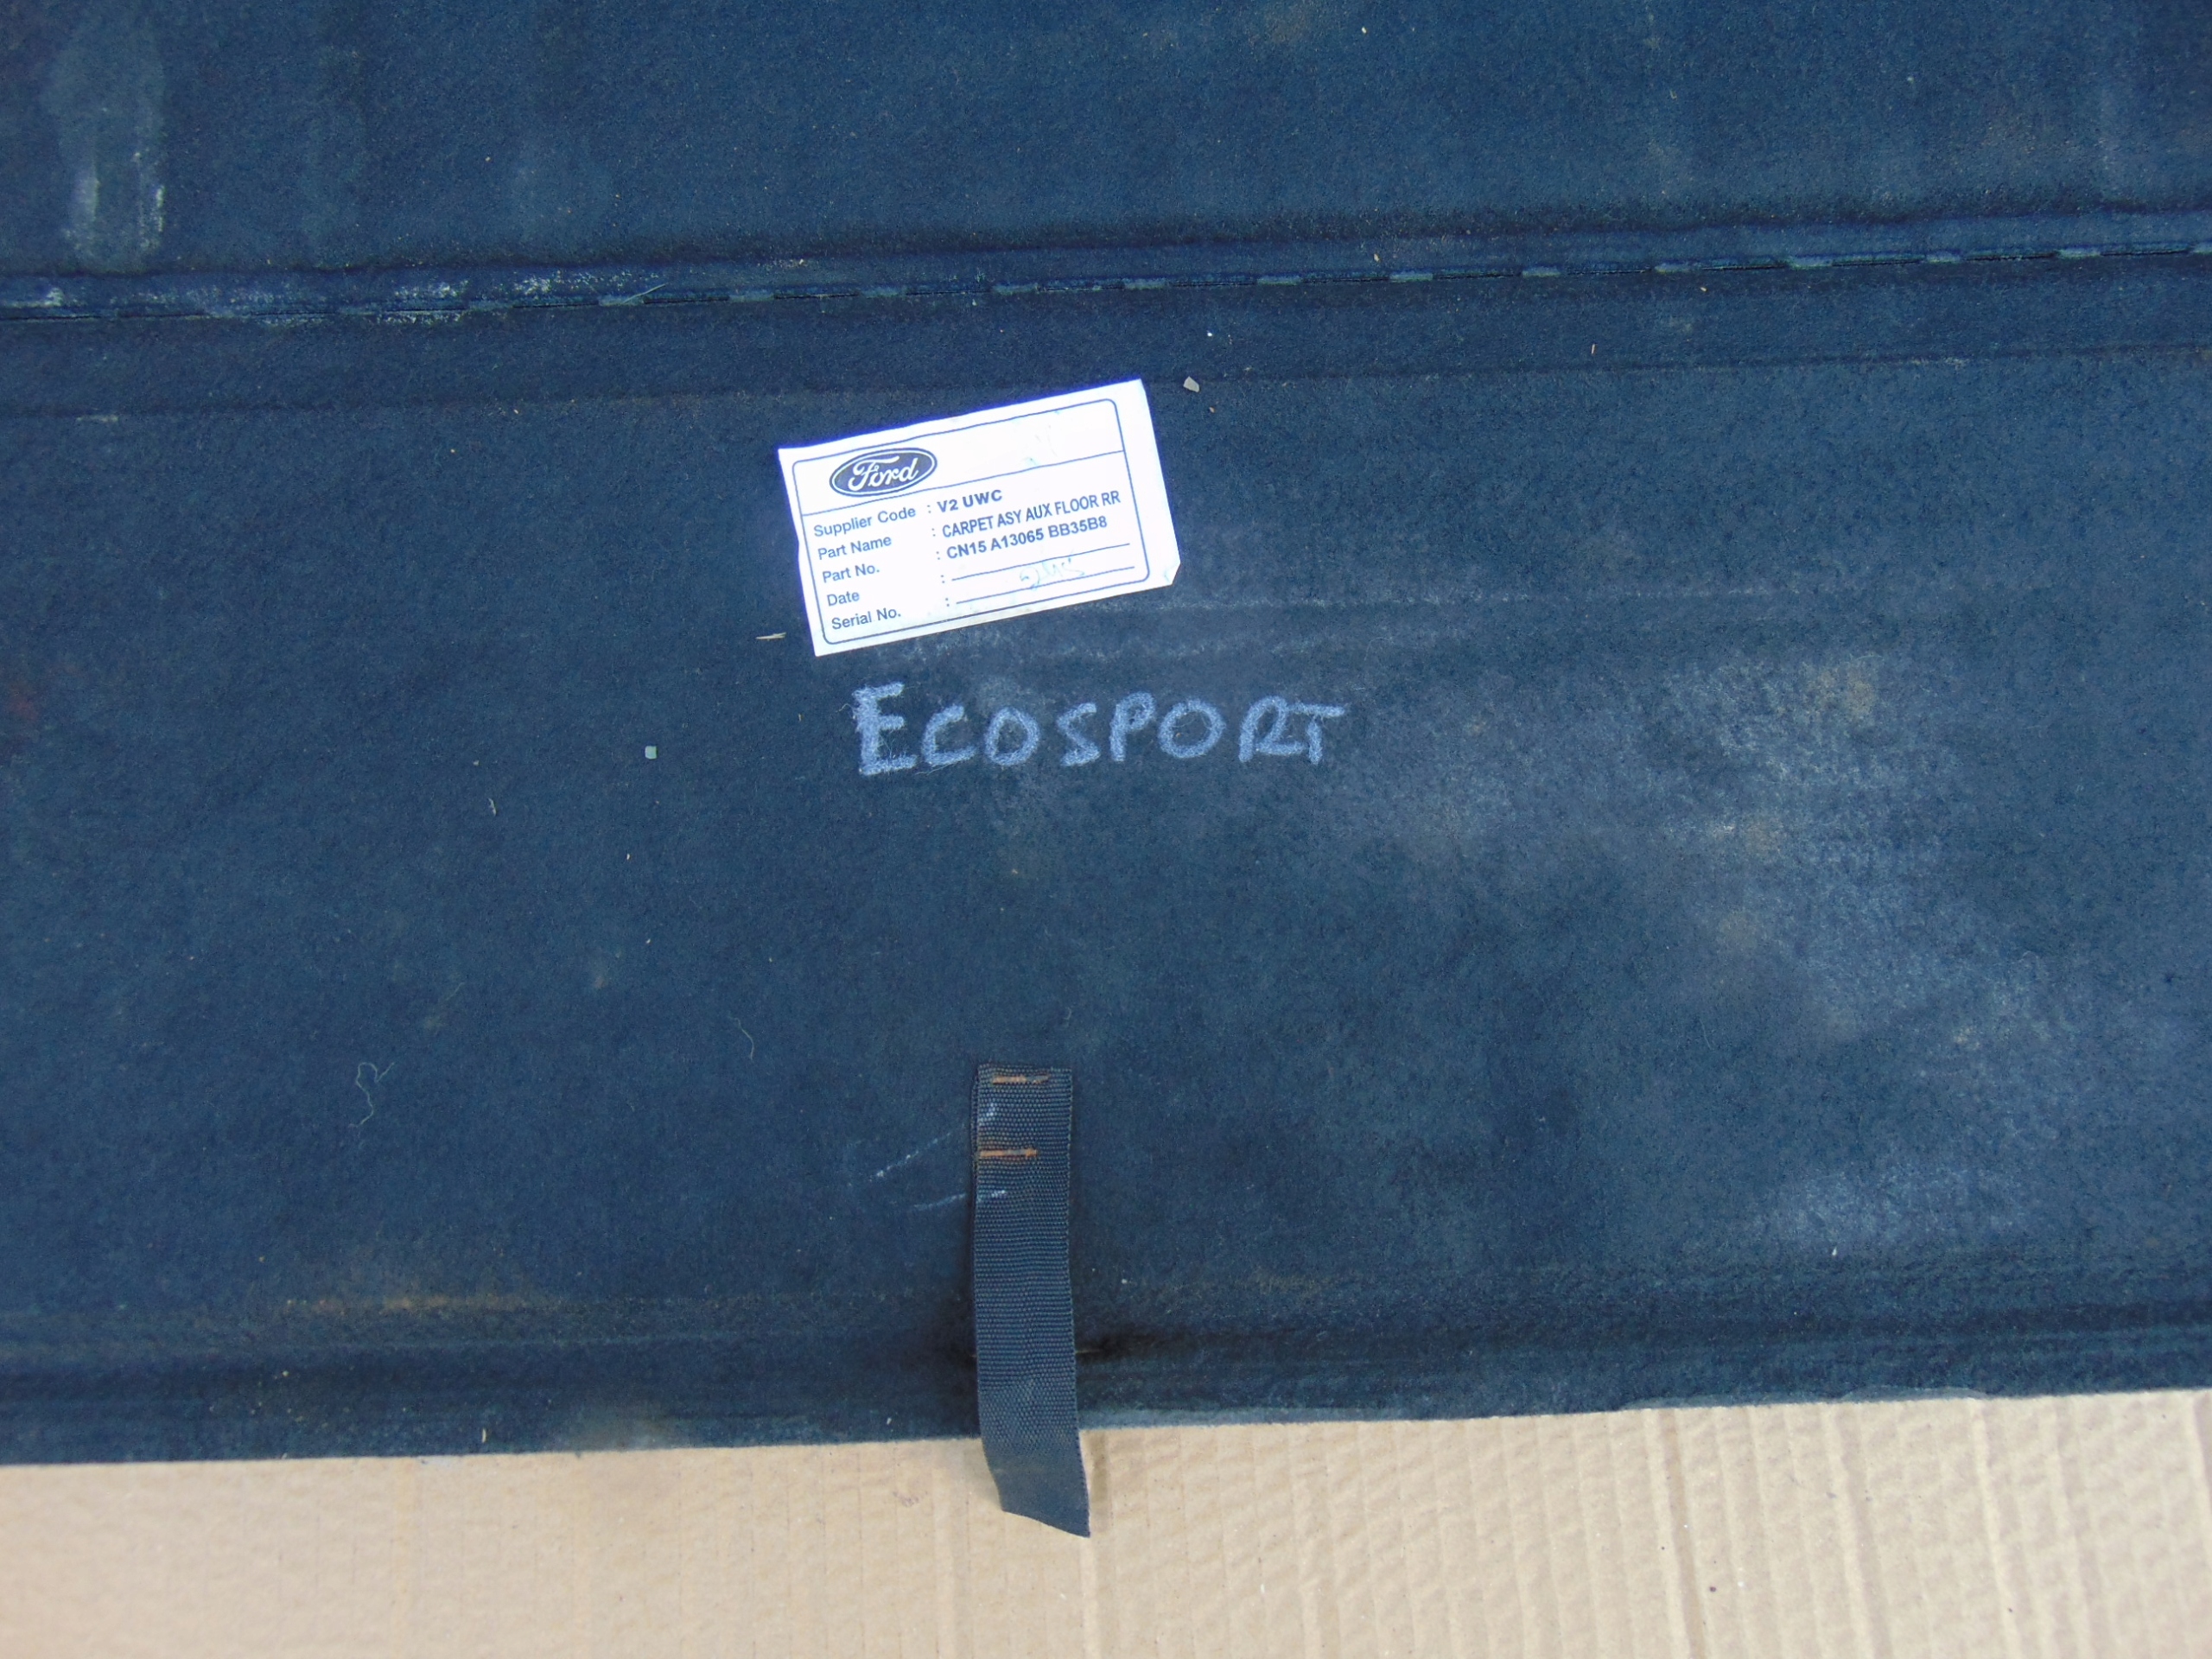 Ford
Supplier Code : V2 UWC
Part Name : CARPET ASY AUX FLOOR RR
Part No. : CN15 A13065 BB35B8
Date :
Serial No. :
ECOSPORT